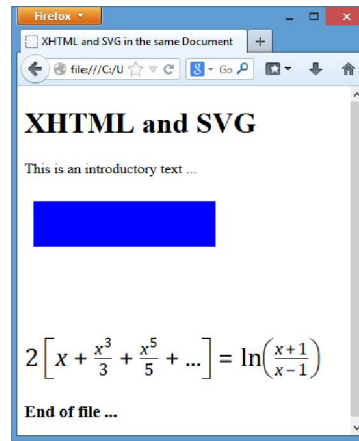 Firefox
XHTML and SVG in the same Document +
file:///C:/U 8 Go
XHTML and SVG
This is an introductory text ...
2[x + x³/3 + x⁵/5 + ...] = ln((x+1)/(x−1))
End of file ...